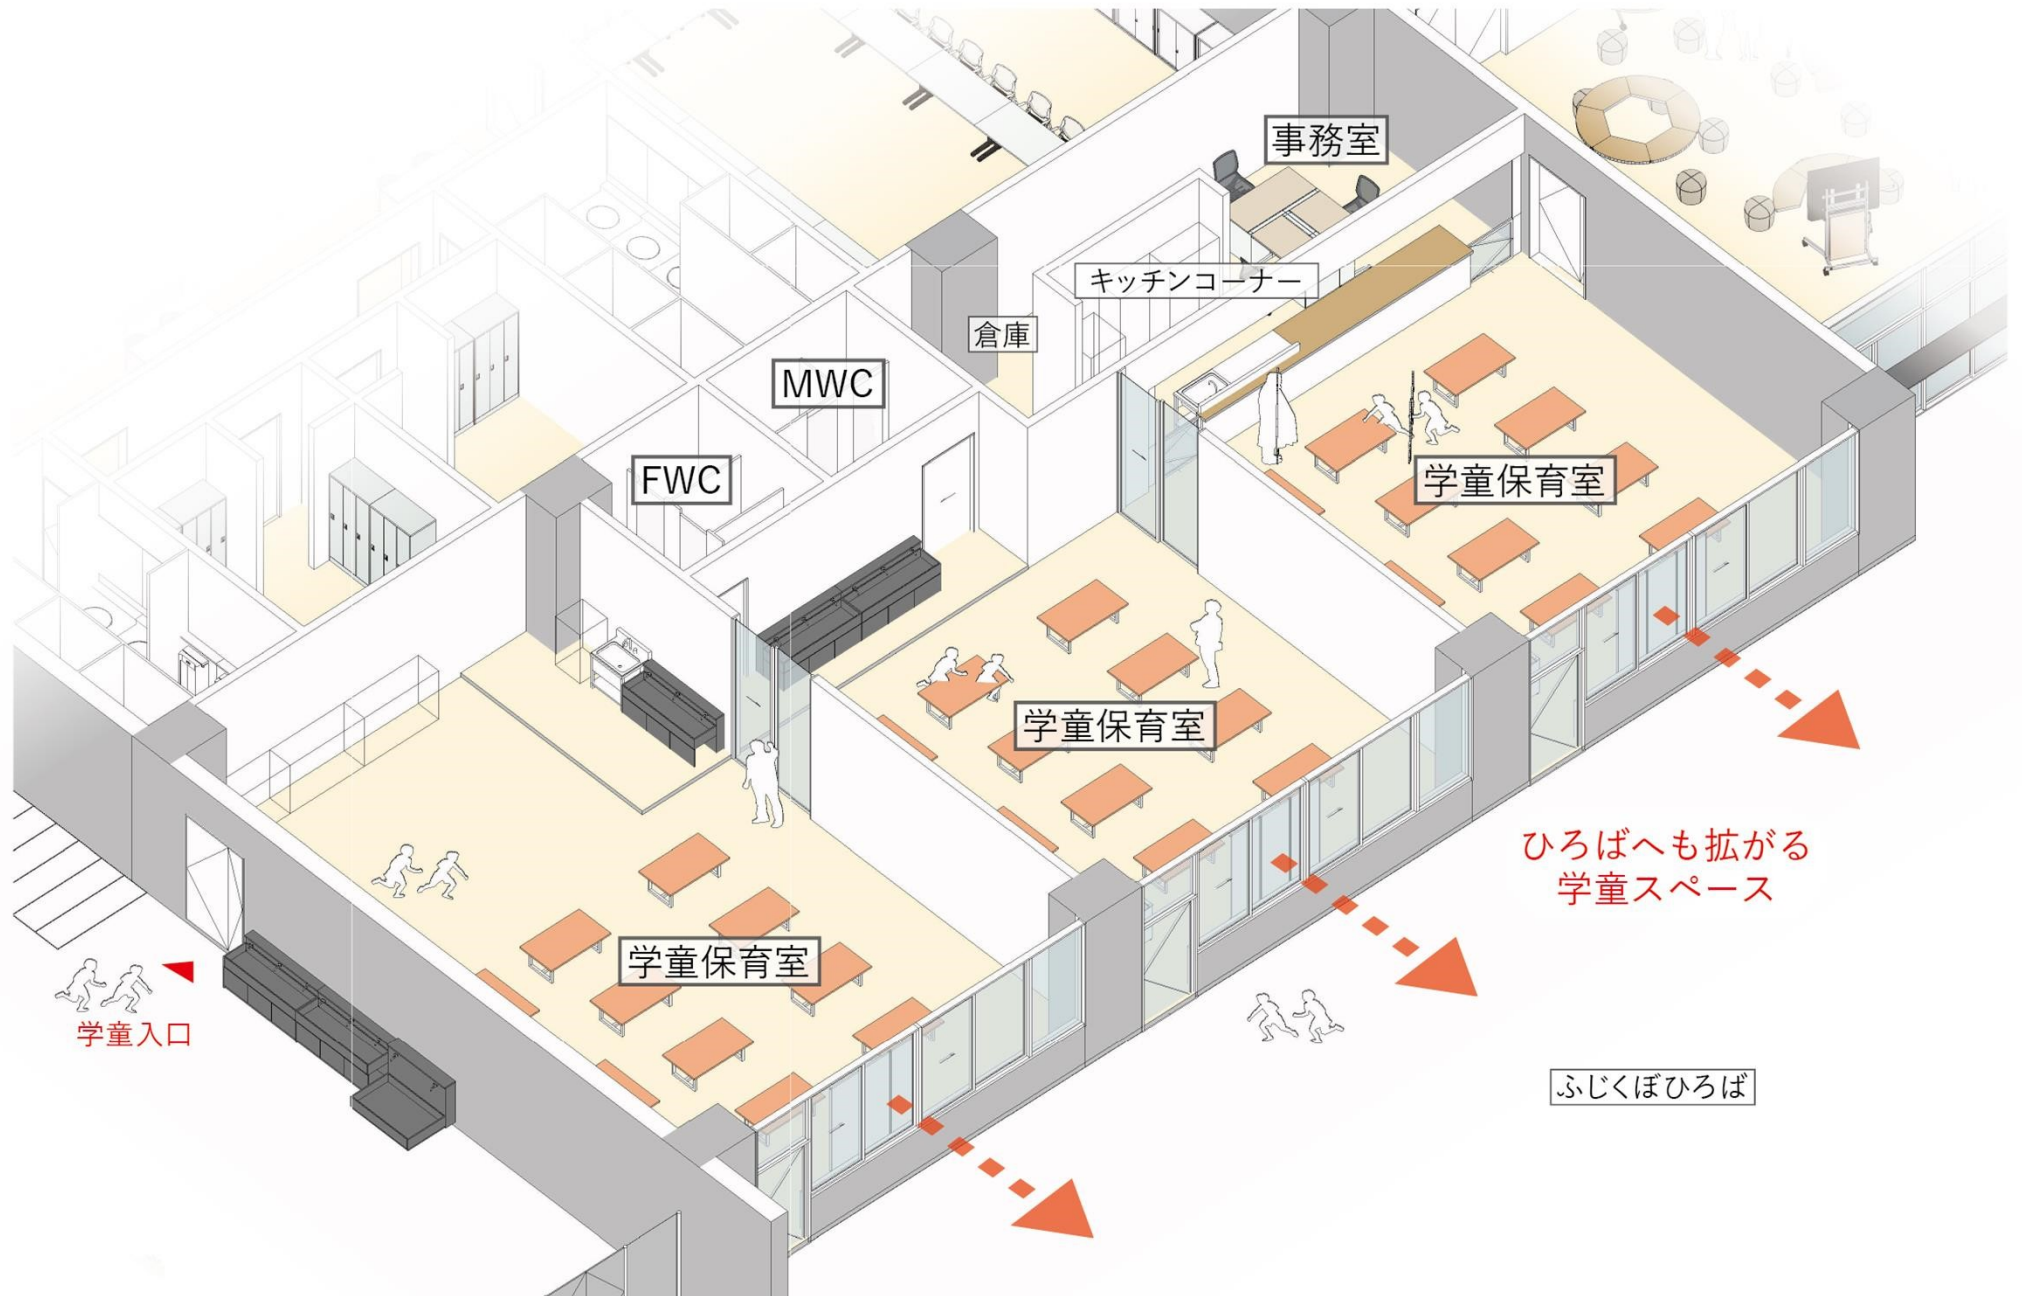 事務室
キッチンコーナー
倉庫
MWC
FWC
学童保育室
学童保育室
学童保育室
ひろばへも拡がる
学童スペース
学童入口
ふじくぼひろば